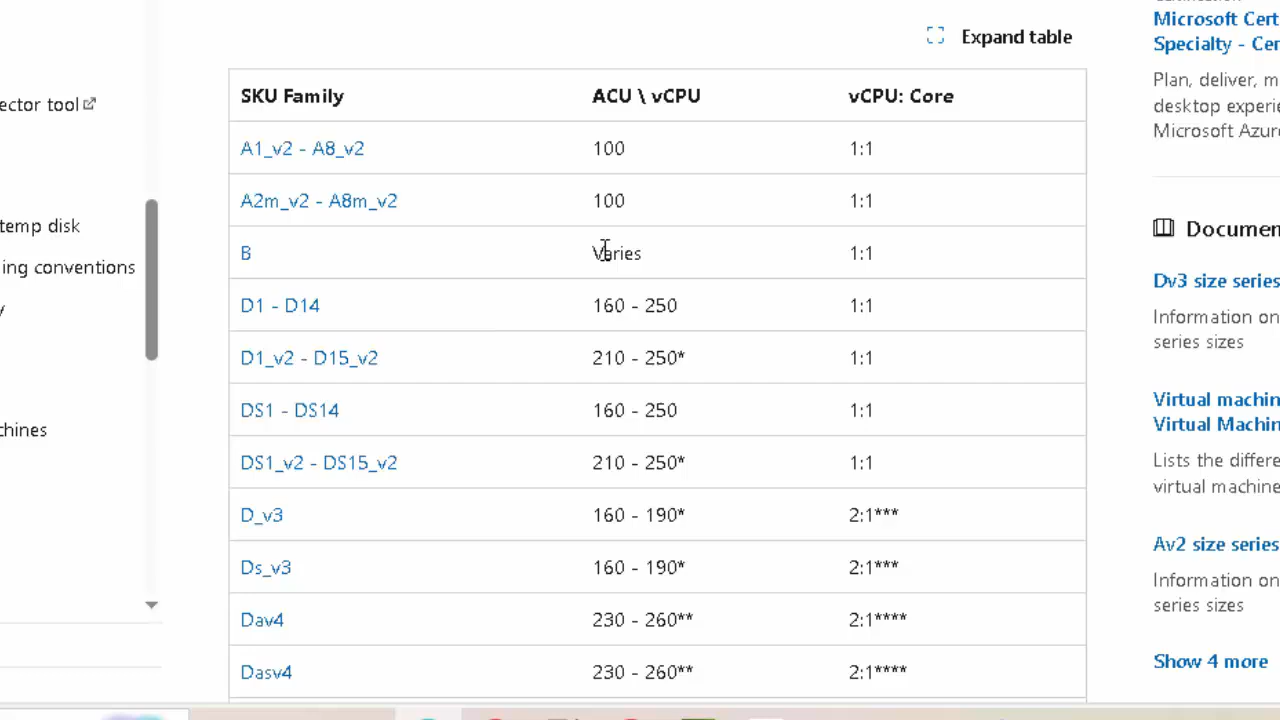 Expand table
SKU Family ACU \ vCPU vCPU: Core
A1_v2 - A8_v2 100 1:1
A2m_v2 - A8m_v2 100 1:1
B Varies 1:1
D1 - D14 160 - 250 1:1
D1_v2 - D15_v2 210 - 250* 1:1
DS1 - DS14 160 - 250 1:1
DS1_v2 - DS15_v2 210 - 250* 1:1
D_v3 160 - 190* 2:1***
Ds_v3 160 - 190* 2:1***
Dav4 230 - 260** 2:1****
Dasv4 230 - 260** 2:1****
ector tool
temp disk
ing conventions
y
chines
Microsoft Cert
Specialty - Cer
Plan, deliver, m
desktop experie
Microsoft Azur
Documen
Dv3 size series
Information on
series sizes
Virtual machin
Virtual Machin
Lists the differe
virtual machine
Av2 size series
Information on
series sizes
Show 4 more